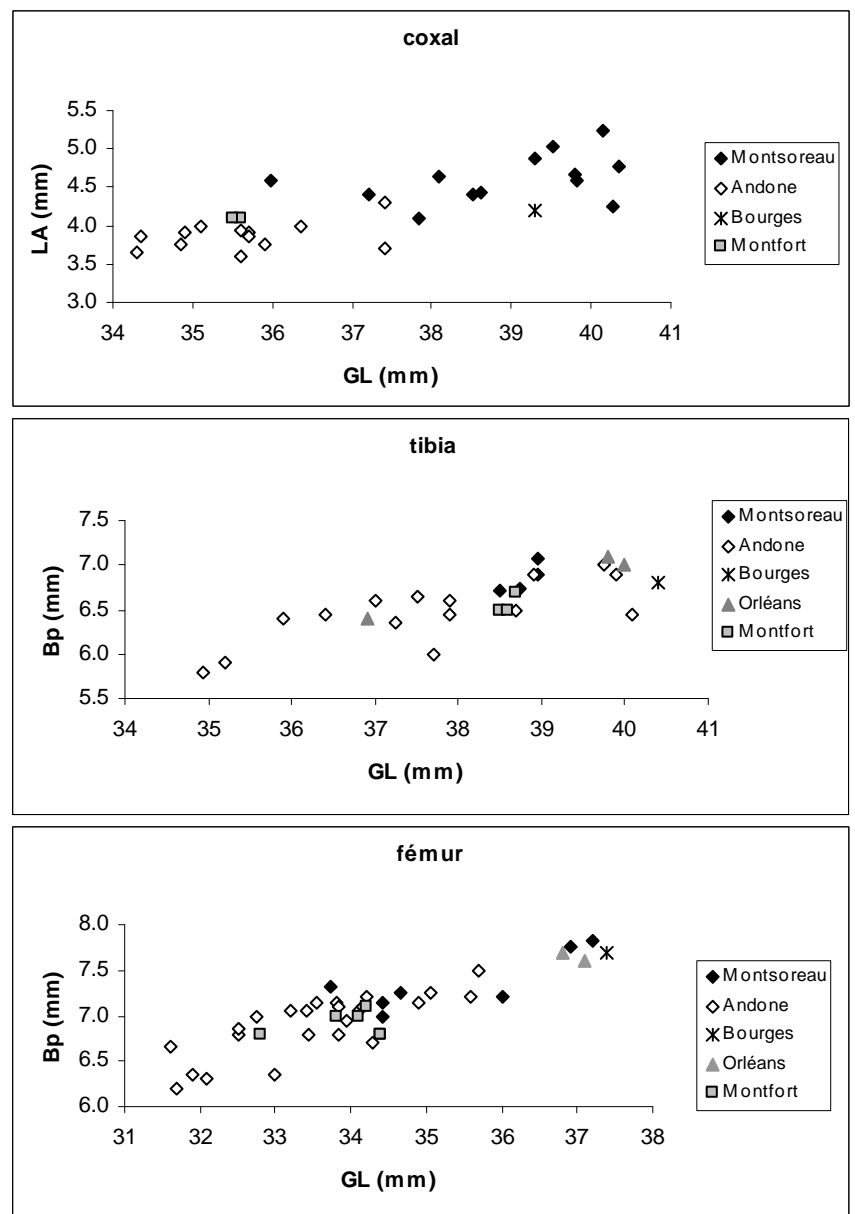 coxal
5.5
5.0
4.5
4.0
3.5
3.0
LA (mm)
34 35 36 37 38 39 40 41
GL (mm)
Montsoreau
Andone
Bourges
Montfort
tibia
7.5
7.0
6.5
6.0
5.5
Bp (mm)
34 35 36 37 38 39 40 41
GL (mm)
Montsoreau
Andone
Bourges
Orléans
Montfort
fémur
8.0
7.5
7.0
6.5
6.0
Bp (mm)
31 32 33 34 35 36 37 38
GL (mm)
Montsoreau
Andone
Bourges
Orléans
Montfort